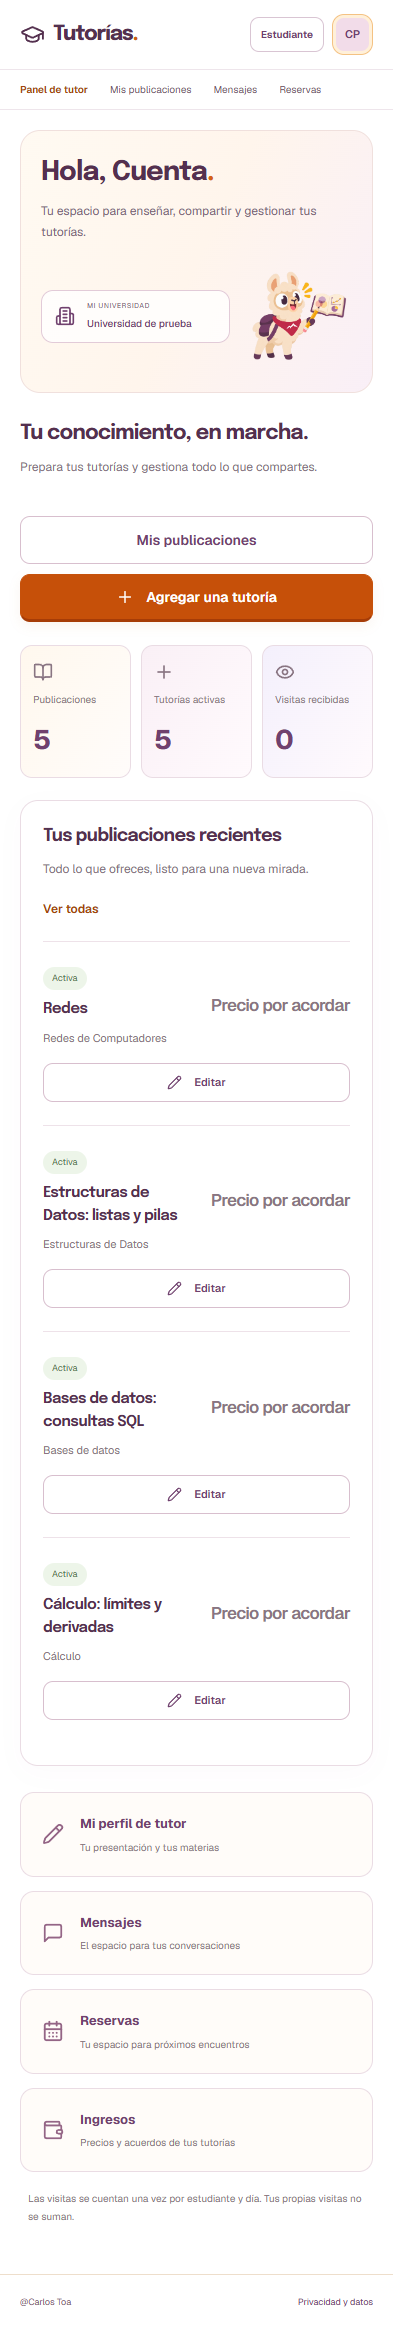 Tutorías.
Estudiante
CP
Panel de tutor
Mis publicaciones
Mensajes
Reservas
Hola, Cuenta.
Tu espacio para enseñar, compartir y gestionar tus
tutorías.
MI UNIVERSIDAD
Universidad de prueba
Tu conocimiento, en marcha.
Prepara tus tutorías y gestiona todo lo que compartes.
Mis publicaciones
Agregar una tutoría
Publicaciones
5
Tutorías activas
5
Visitas recibidas
0
Tus publicaciones recientes
Todo lo que ofreces, listo para una nueva mirada.
Ver todas
Activa
Redes
Precio por acordar
Redes de Computadores
Editar
Activa
Estructuras de
Datos: listas y pilas
Precio por acordar
Estructuras de Datos
Editar
Activa
Bases de datos:
consultas SQL
Precio por acordar
Bases de datos
Editar
Activa
Cálculo: límites y
derivadas
Precio por acordar
Cálculo
Editar
Mi perfil de tutor
Tu presentación y tus materias
Mensajes
El espacio para tus conversaciones
Reservas
Tu espacio para próximos encuentros
Ingresos
Precios y acuerdos de tus tutorías
Las visitas se cuentan una vez por estudiante y día. Tus propias visitas no
se suman.
@Carlos Toa
Privacidad y datos